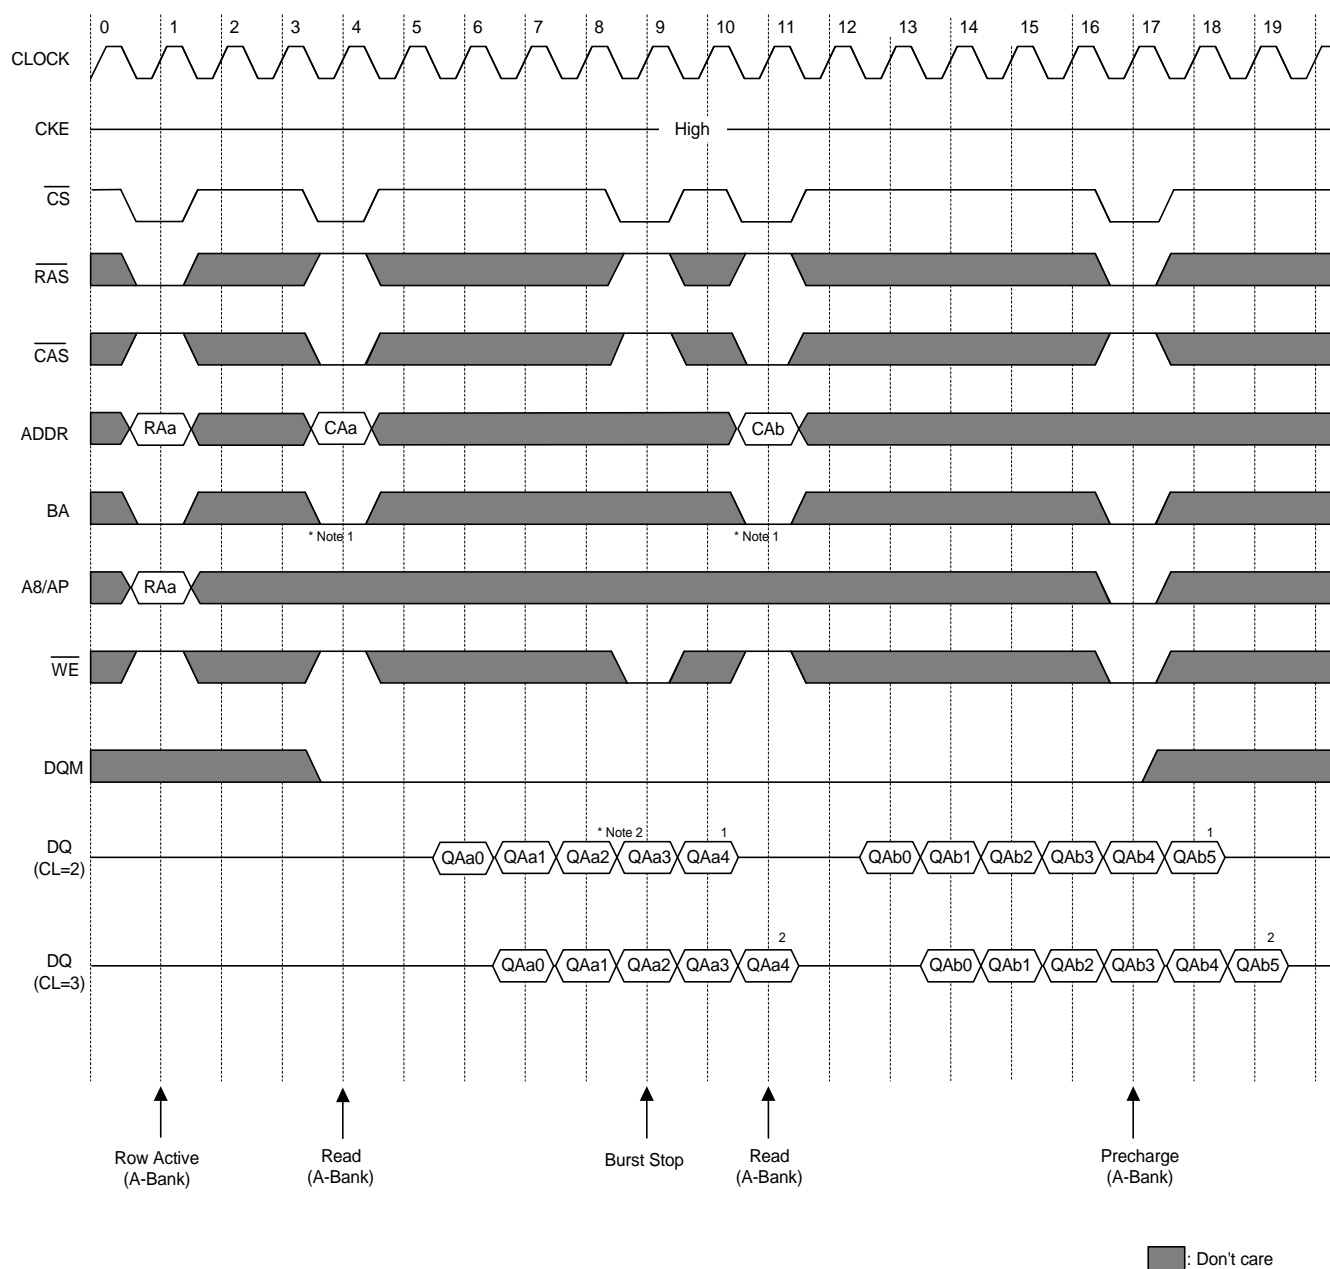 0 1 2 3 4 5 6 7 8 9 10 11 12 13 14 15 16 17 18 19
CLOCK
CKE High
CS
RAS
CAS
ADDR RAa CAa CAb
BA
* Note 1 * Note 1
A8/AP RAa
WE
DQM
* Note 2 1 1
DQ
(CL=2)
QAa0 QAa1 QAa2 QAa3 QAa4 QAb0 QAb1 QAb2 QAb3 QAb4 QAb5
2 2
DQ
(CL=3)
QAa0 QAa1 QAa2 QAa3 QAa4 QAb0 QAb1 QAb2 QAb3 QAb4 QAb5
Row Active
(A-Bank)
Read
(A-Bank)
Burst Stop
Read
(A-Bank)
Precharge
(A-Bank)
: Don't care